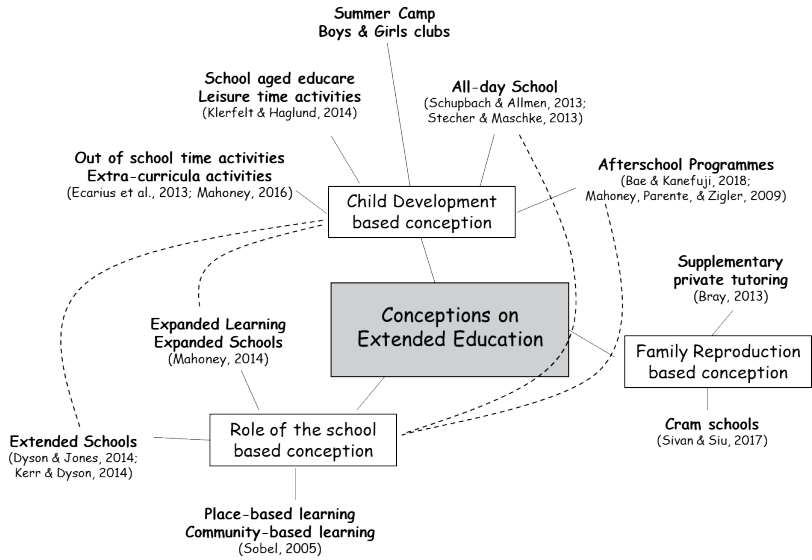 Summer Camp
Boys & Girls clubs
School aged educare
Leisure time activities
(Klerfelt & Haglund, 2014)
All-day School
(Schupbach & Allmen, 2013;
Stecher & Maschke, 2013)
Out of school time activities
Extra-curricula activities
(Ecarius et al., 2013; Mahoney, 2016)
Afterschool Programmes
(Bae & Kanefuji, 2018;
Mahoney, Parente, & Zigler, 2009)
Child Development
based conception
Supplementary
private tutoring
(Bray, 2013)
Conceptions on
Extended Education
Expanded Learning
Expanded Schools
(Mahoney, 2014)
Family Reproduction
based conception
Role of the school
based conception
Cram schools
(Sivan & Siu, 2017)
Extended Schools
(Dyson & Jones, 2014;
Kerr & Dyson, 2014)
Place-based learning
Community-based learning
(Sobel, 2005)